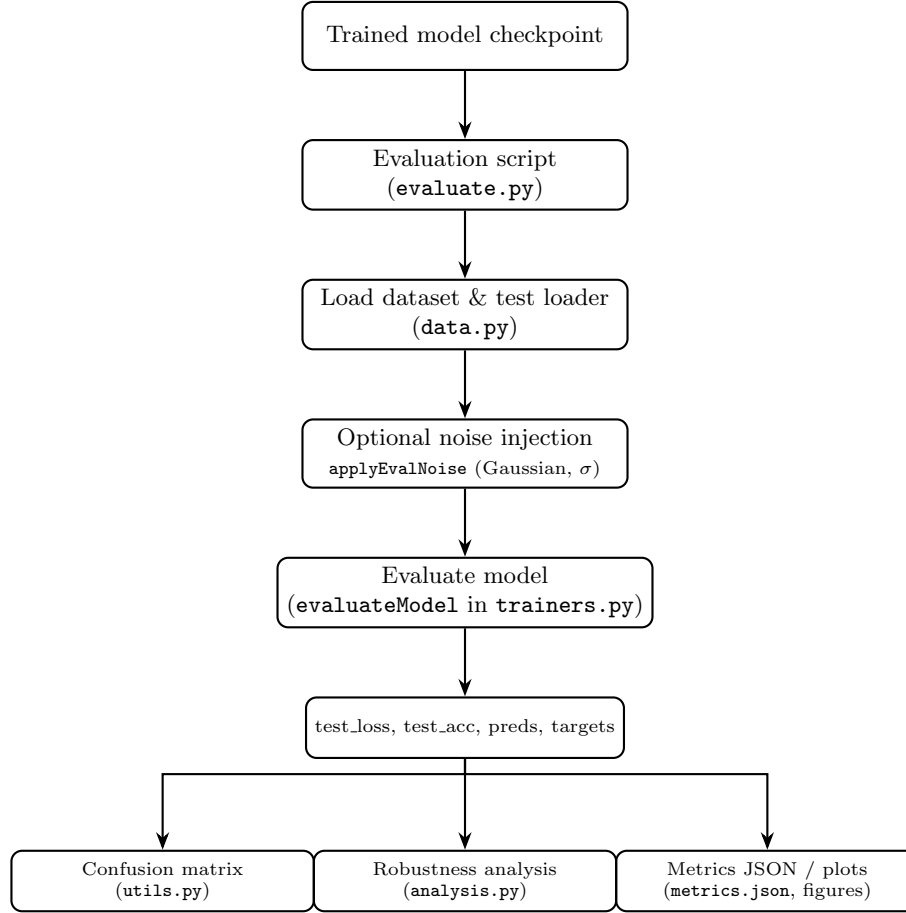 Trained model checkpoint
Evaluation script
(evaluate.py)
Load dataset & test loader
(data.py)
Optional noise injection
applyEvalNoise (Gaussian, σ)
Evaluate model
(evaluateModel in trainers.py)
test_loss, test_acc, preds, targets
Confusion matrix
(utils.py)
Robustness analysis
(analysis.py)
Metrics JSON / plots
(metrics.json, figures)